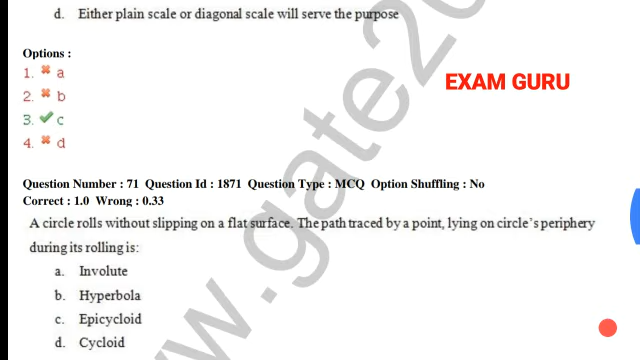 d. Either plain scale or diagonal scale will serve the purpose
Options :
1. ✖ a
EXAM GURU
2. ✖ b
3. ✔ c
4. ✖ d
Question Number : 71 Question Id : 1871 Question Type : MCQ Option Shuffling : No
Correct : 1.0 Wrong : 0.33
A circle rolls without slipping on a flat surface. The path traced by a point, lying on circle's periphery
during its rolling is:
a. Involute
b. Hyperbola
c. Epicycloid
d. Cycloid
w.gate20